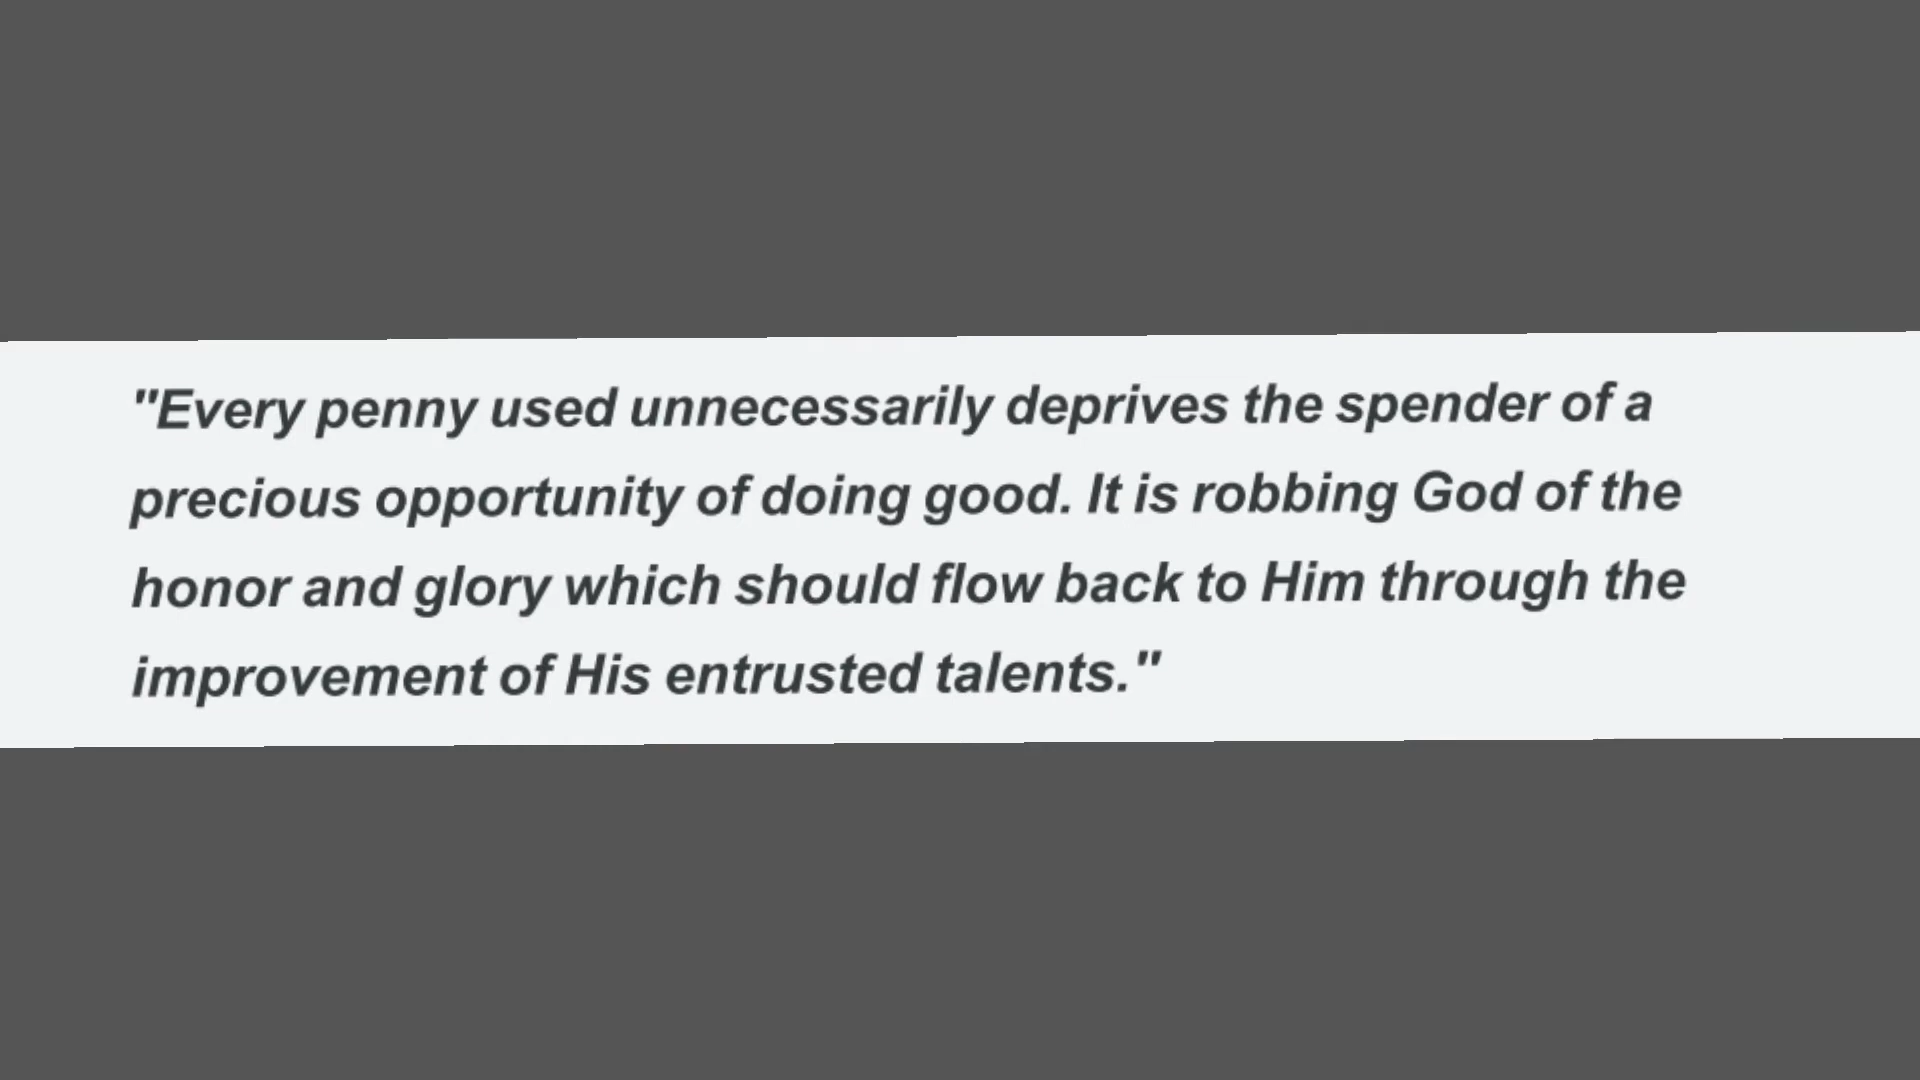 "Every penny used unnecessarily deprives the spender of a
precious opportunity of doing good. It is robbing God of the
honor and glory which should flow back to Him through the
improvement of His entrusted talents."